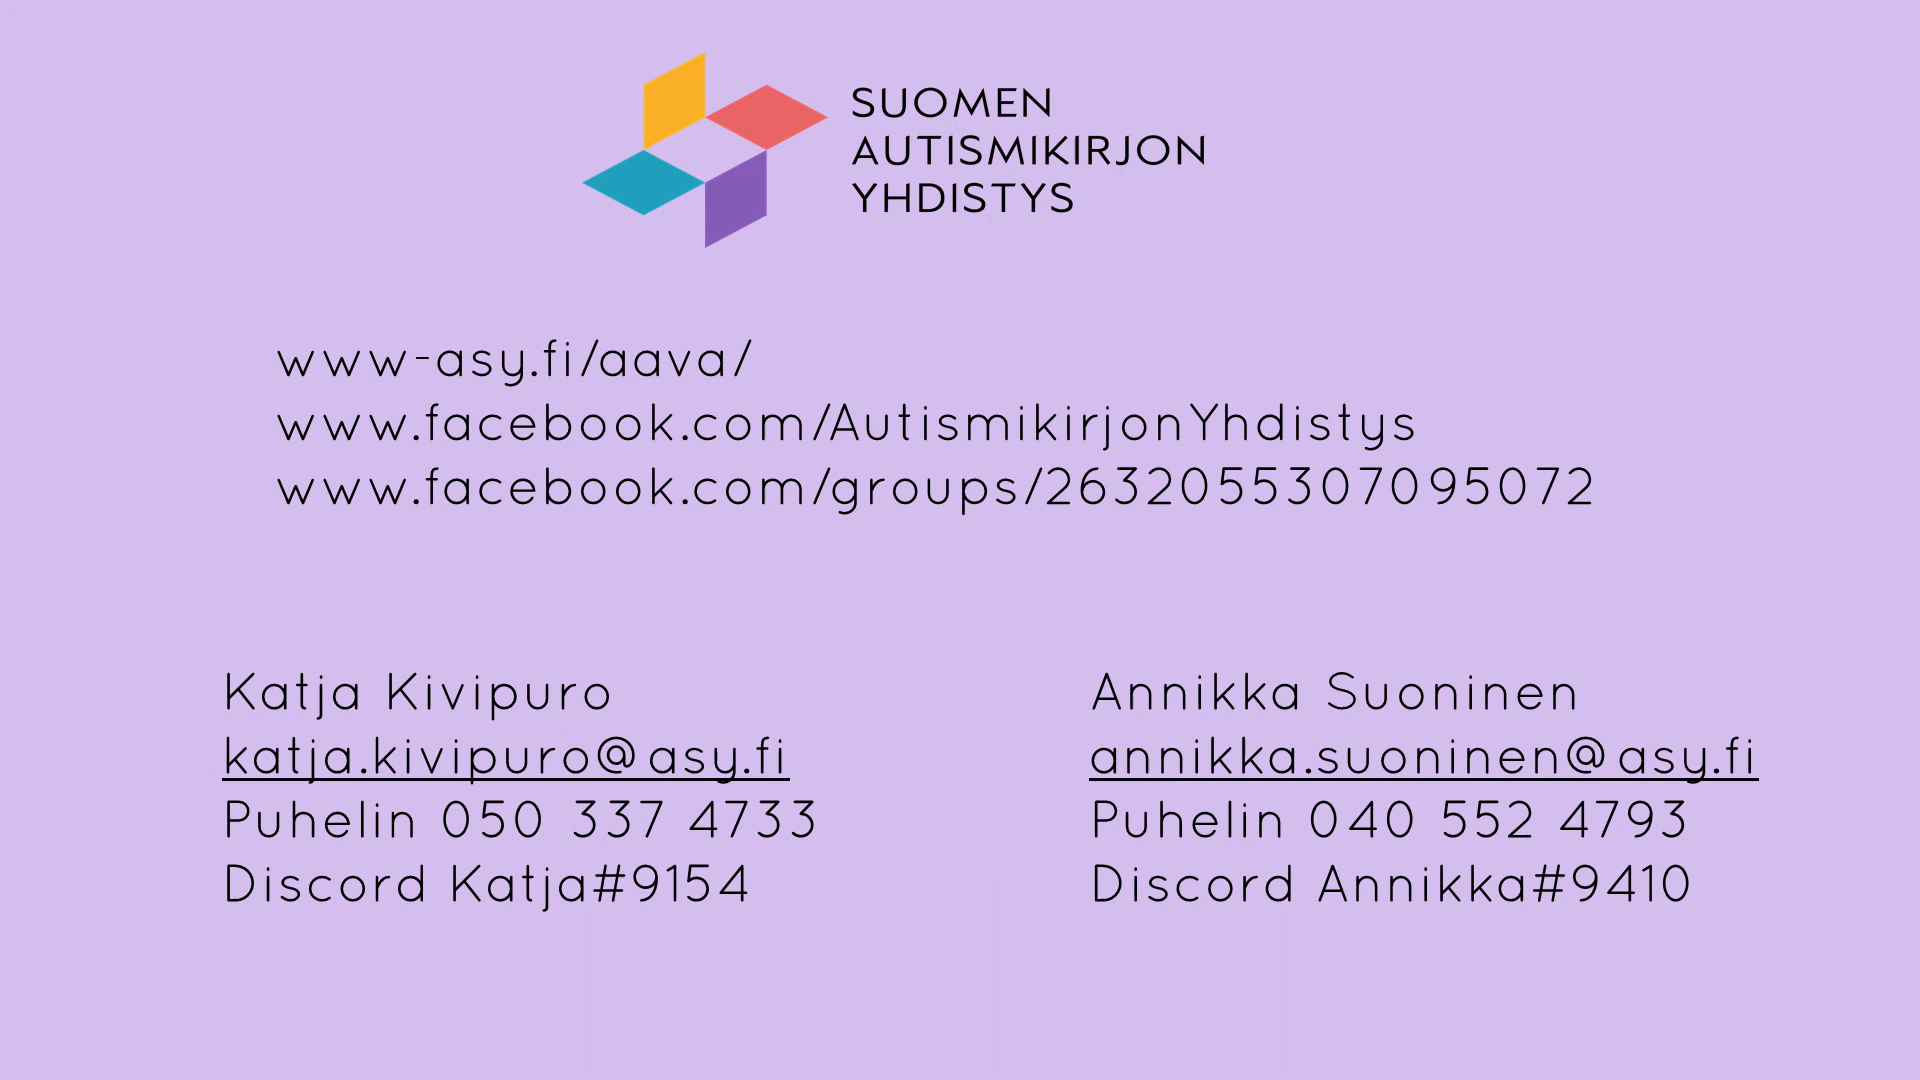 SUOMEN
AUTISMIKIRJON
YHDISTYS
www-asy.fi/aava/
www.facebook.com/AutismikirjonYhdistys
www.facebook.com/groups/2632055307095072
Katja Kivipuro
katja.kivipuro@asy.fi
Puhelin 050 337 4733
Discord Katja#9154
Annikka Suoninen
annikka.suoninen@asy.fi
Puhelin 040 552 4793
Discord Annikka#9410